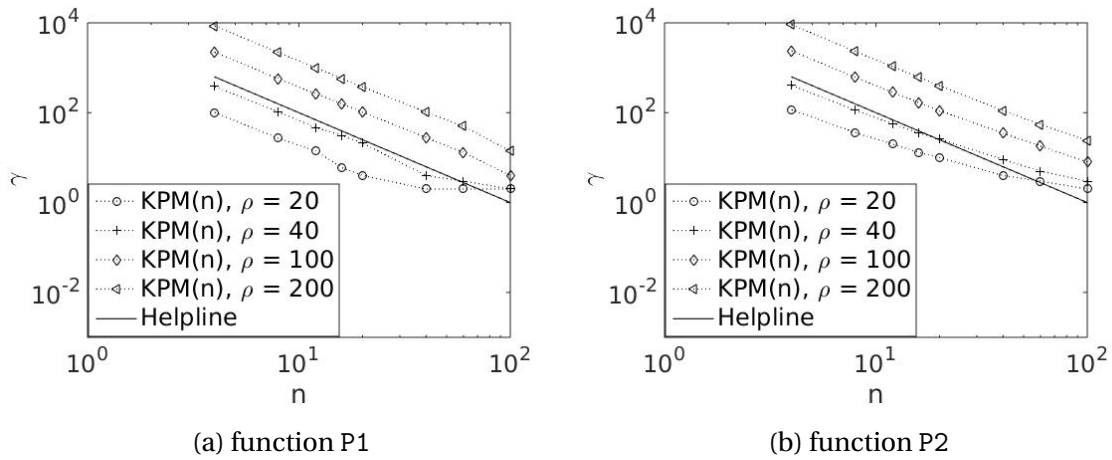 10^4
10^2
10^0
10^-2
γ
KPM(n), ρ = 20
KPM(n), ρ = 40
KPM(n), ρ = 100
KPM(n), ρ = 200
Helpline
10^0
10^1
10^2
n
(a) function P1
10^4
10^2
10^0
10^-2
γ
KPM(n), ρ = 20
KPM(n), ρ = 40
KPM(n), ρ = 100
KPM(n), ρ = 200
Helpline
10^0
10^1
10^2
n
(b) function P2